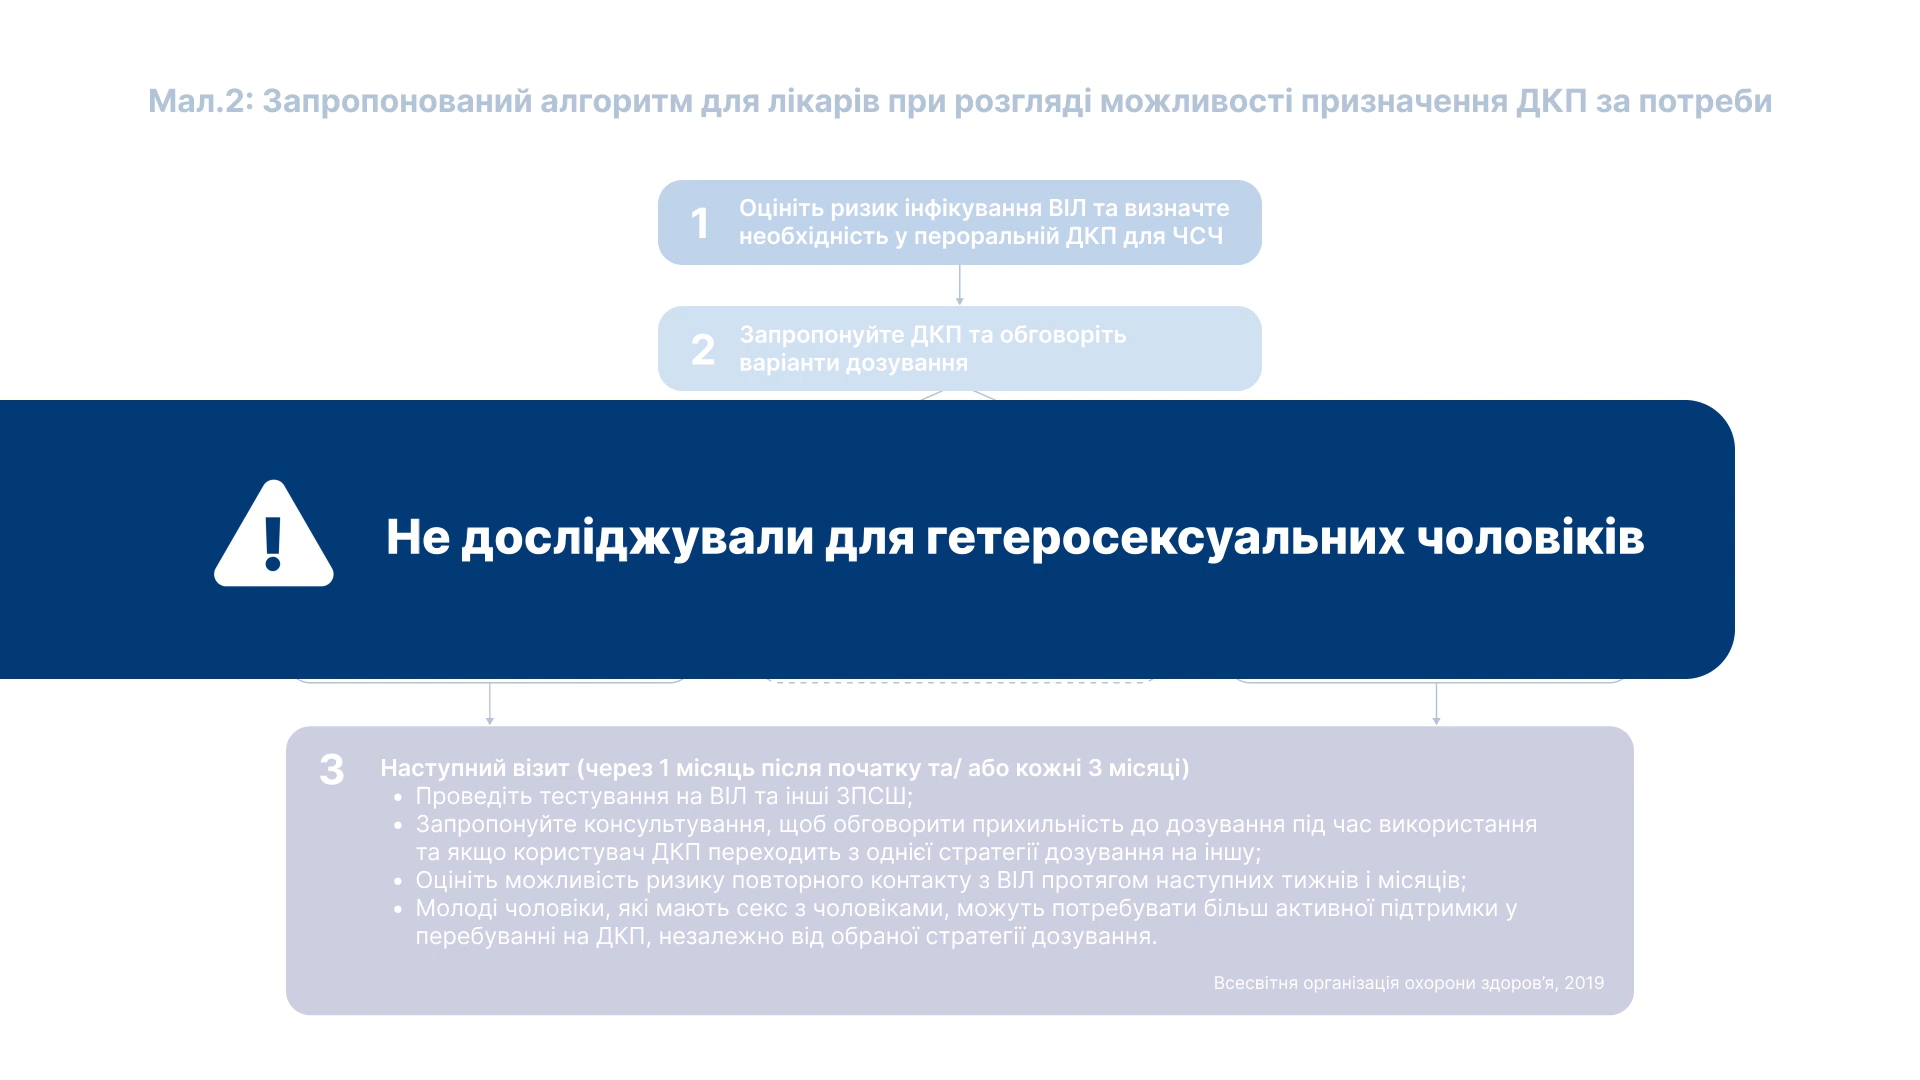 Мал.2: Запропонований алгоритм для лікарів при розгляді можливості призначення ДКП за потреби
1
Оцініть ризик інфікування ВІЛ та визначте
необхідність у пероральній ДКП для ЧСЧ
2
Запропонуйте ДКП та обговоріть
варіанти дозування
!
Не досліджували для гетеросексуальних чоловіків
3
Наступний візит (через 1 місяць після початку та/ або кожні 3 місяці)
• Проведіть тестування на ВІЛ та інші ЗПСШ;
• Запропонуйте консультування, щоб обговорити прихильність до дозування під час використання
та якщо користувач ДКП переходить з однієї стратегії дозування на іншу;
• Оцініть можливість ризику повторного контакту з ВІЛ протягом наступних тижнів і місяців;
• Молоді чоловіки, які мають секс з чоловіками, можуть потребувати більш активної підтримки у
перебуванні на ДКП, незалежно від обраної стратегії дозування.
Всесвітня організація охорони здоров’я, 2019